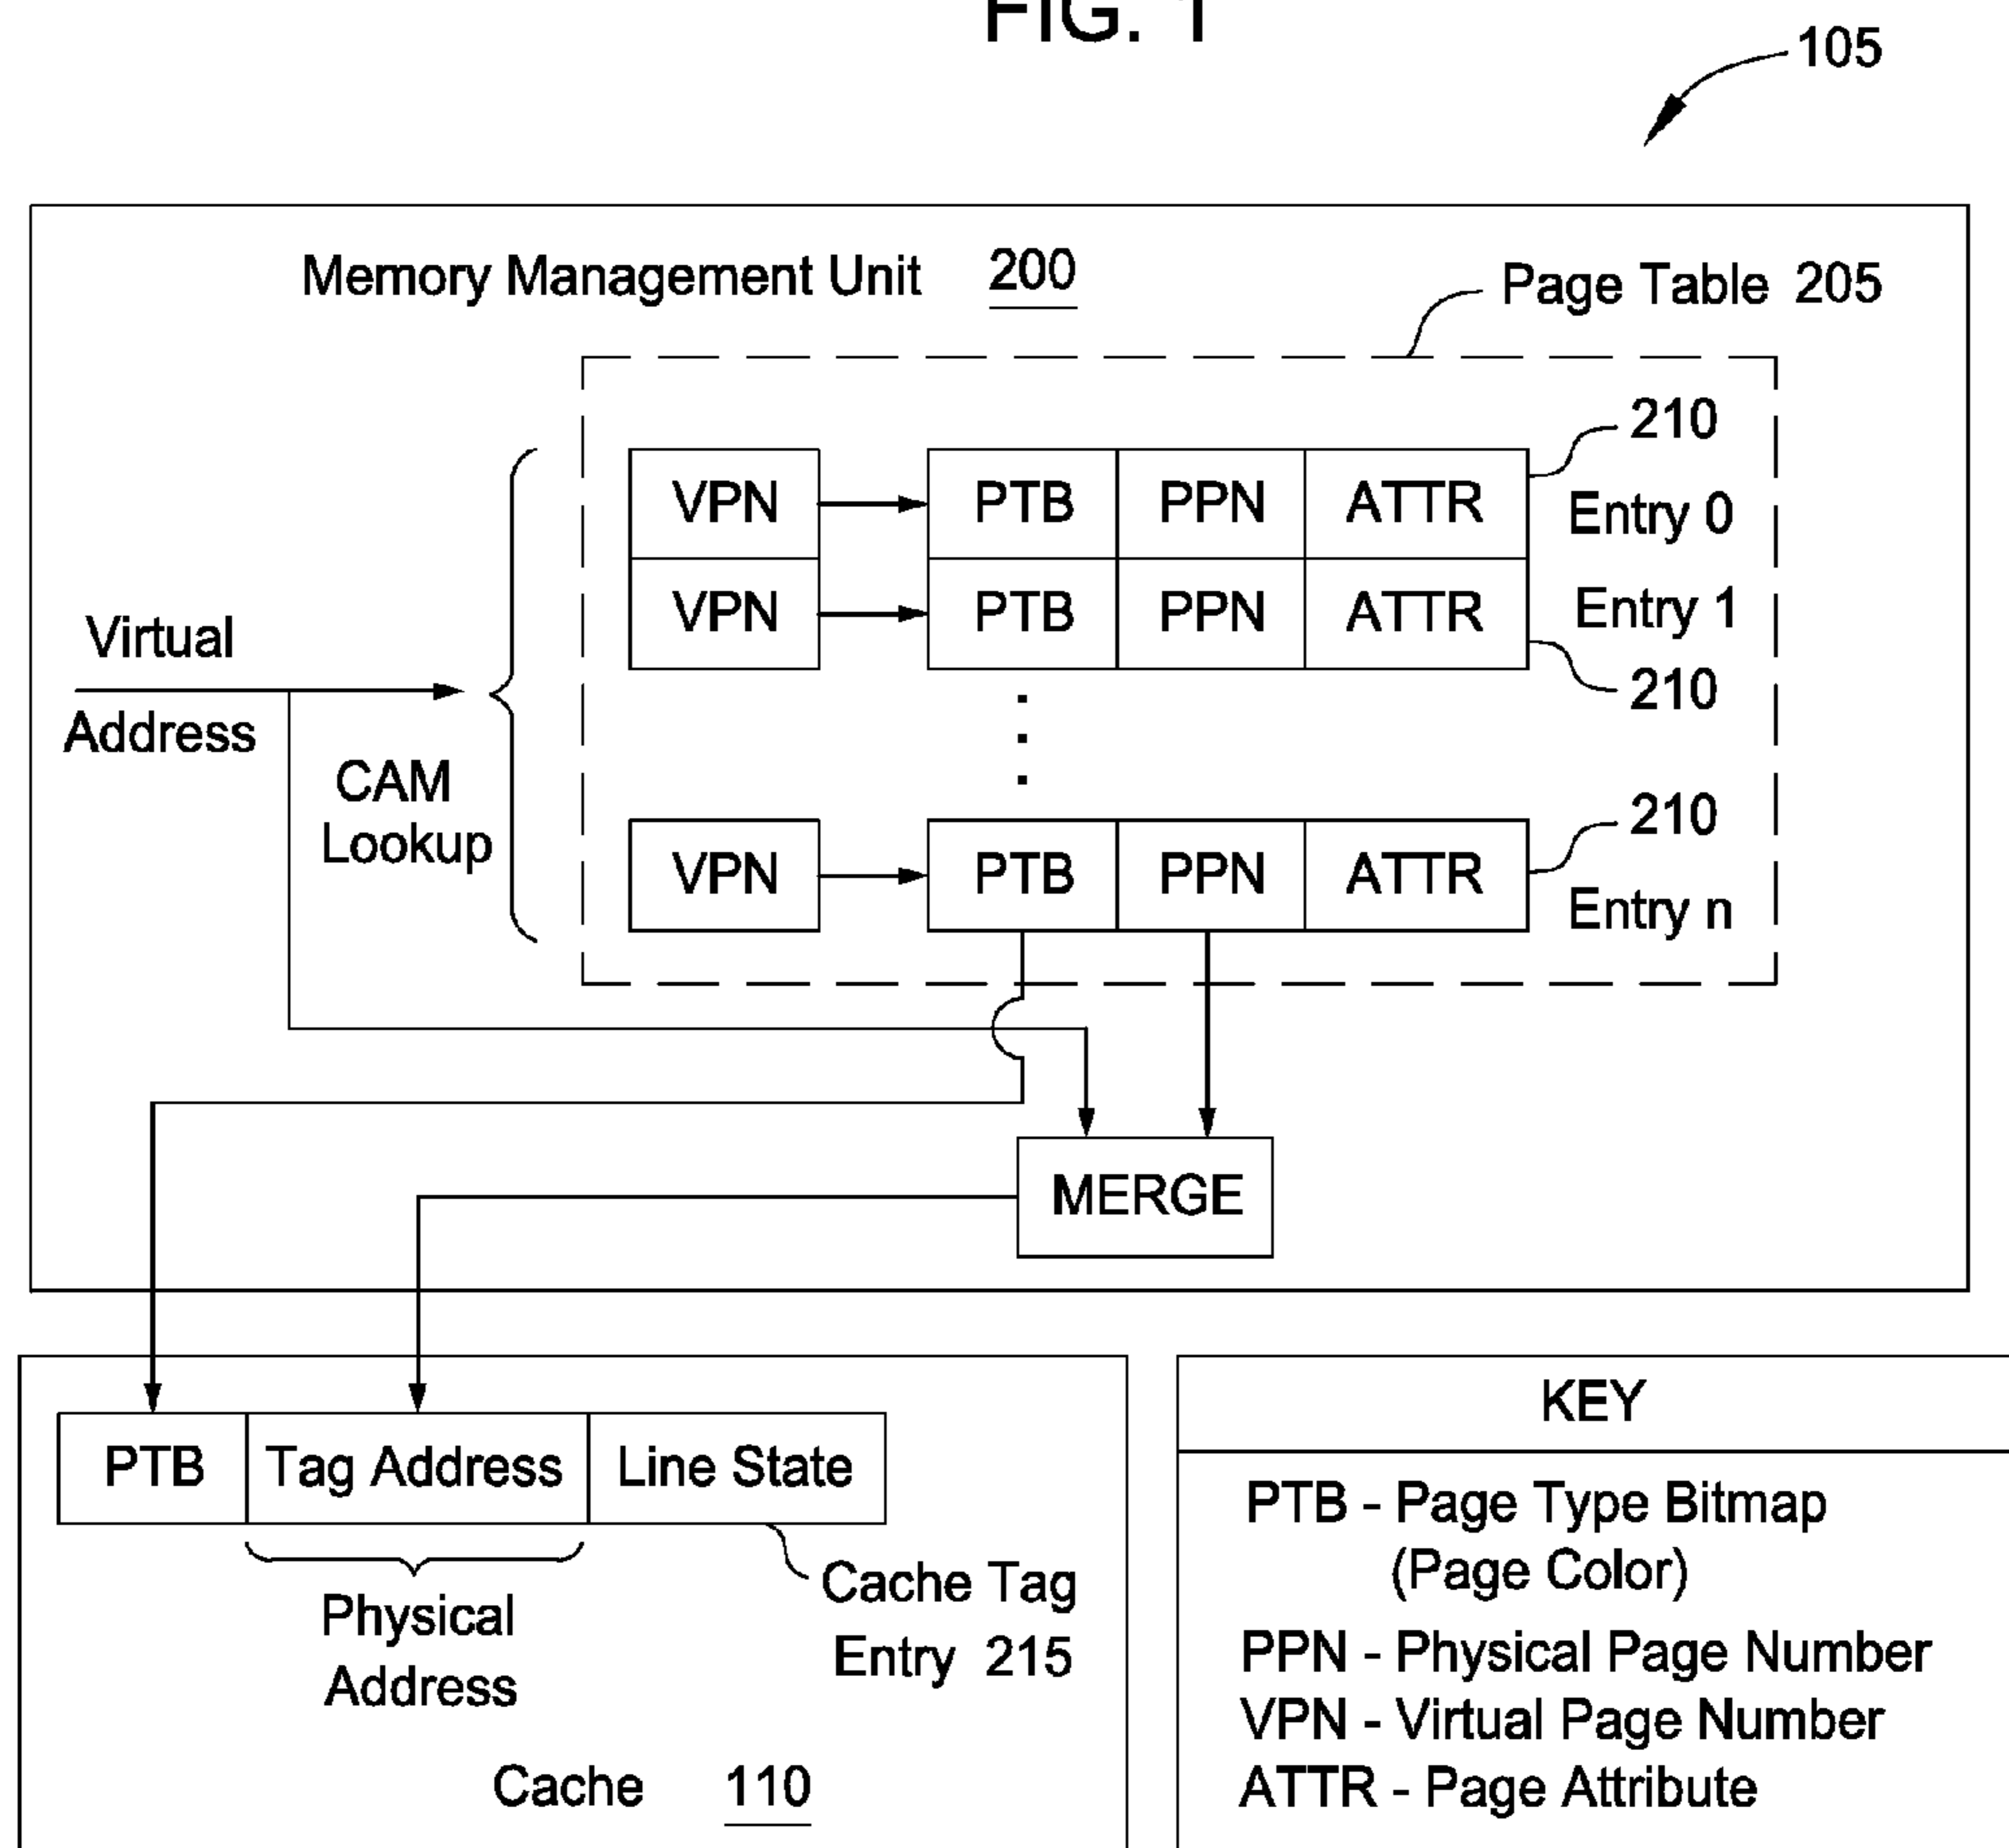 FIG. 1
105
Memory Management Unit 200
Page Table 205
210
VPN PTB PPN ATTR Entry 0
VPN PTB PPN ATTR Entry 1
210
Virtual
Address
CAM
Lookup
210
VPN PTB PPN ATTR
Entry n
MERGE
PTB Tag Address Line State
Physical
Address
Cache Tag
Entry 215
Cache 110
KEY
PTB - Page Type Bitmap
(Page Color)
PPN - Physical Page Number
VPN - Virtual Page Number
ATTR - Page Attribute